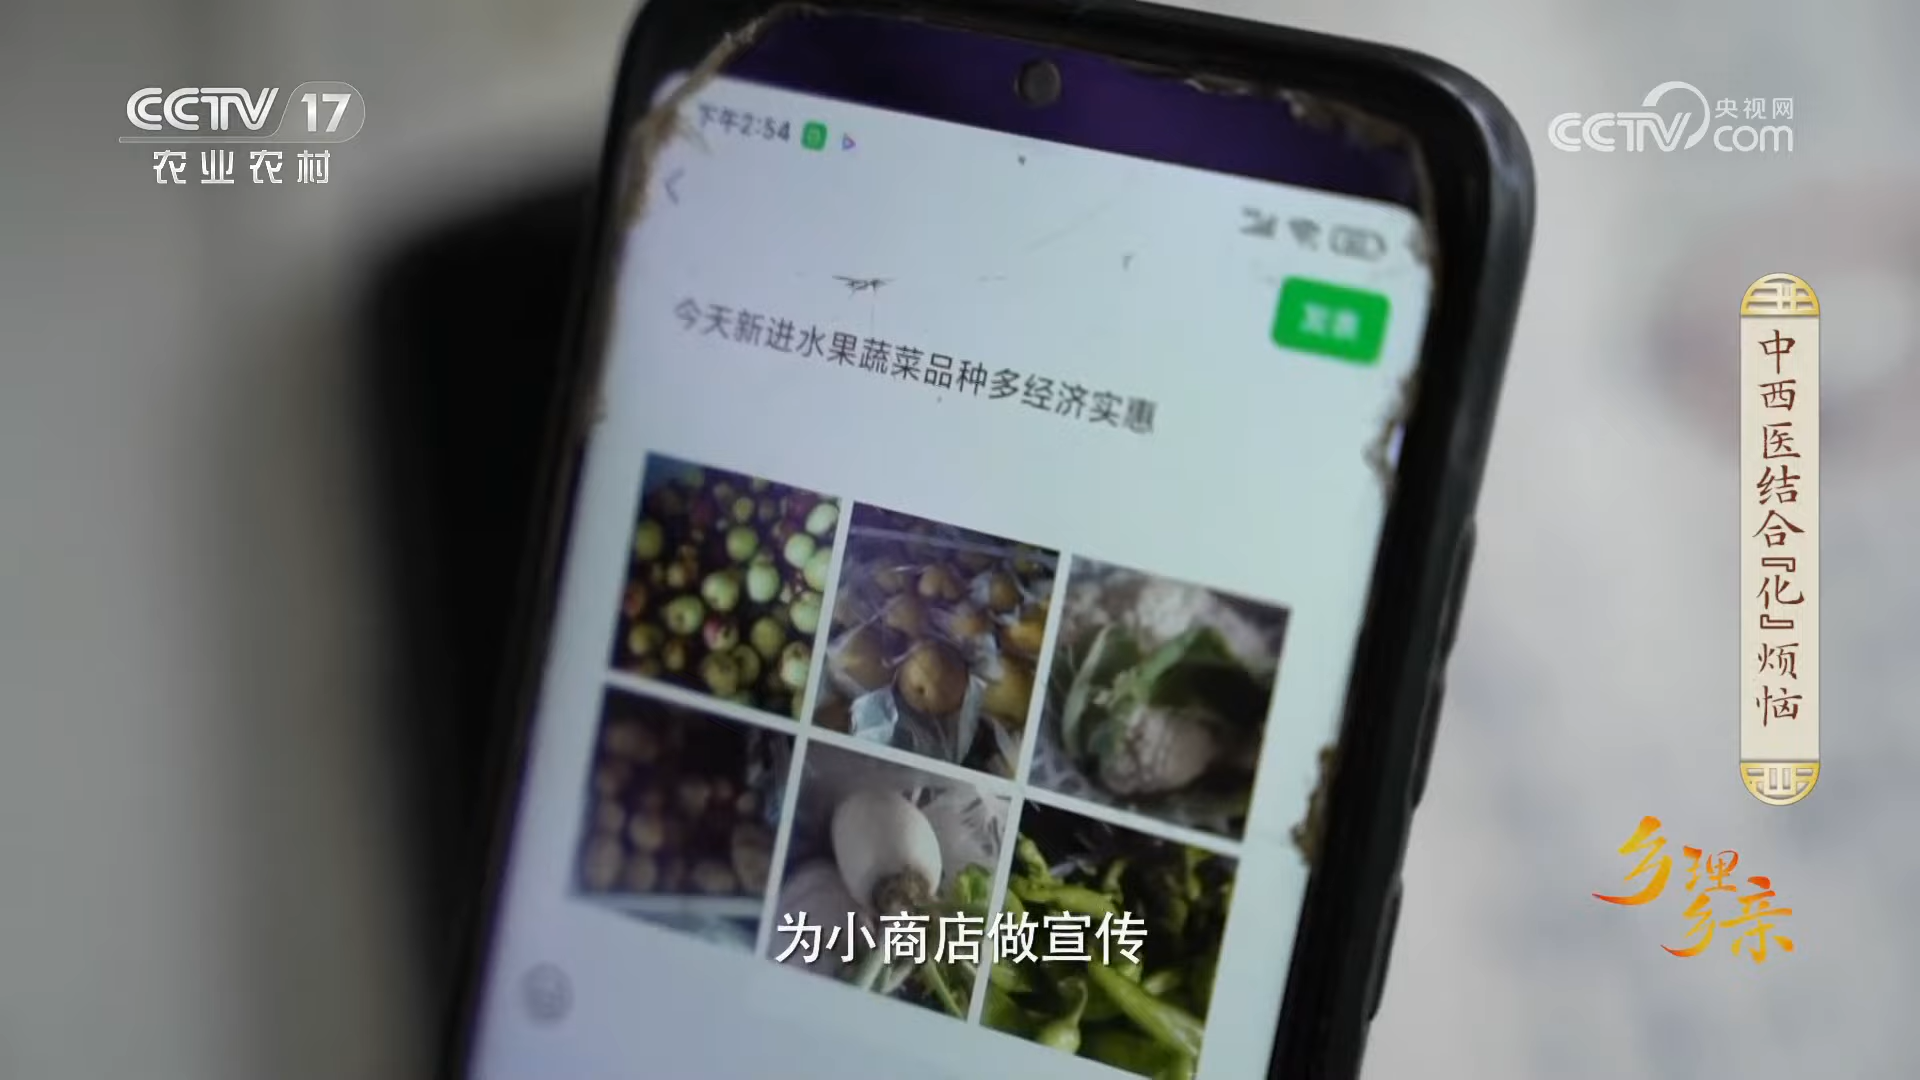 CCTV 17
农业农村
央视网
CCTV com
下午2:54
发表
今天新进水果蔬菜品种多经济实惠
中西医结合『化』烦恼
乡理乡亲
为小商店做宣传